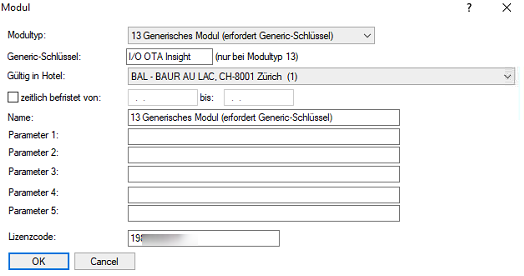 Modul
Modultyp: 13 Generisches Modul (erfordert Generic-Schlüssel)
Generic-Schlüssel: I/O OTA Insight (nur bei Modultyp 13)
Gültig in Hotel: BAL - BAUR AU LAC, CH-8001 Zürich (1)
zeitlich befristet von: . . bis: . .
Name: 13 Generisches Modul (erfordert Generic-Schlüssel)
Parameter 1:
Parameter 2:
Parameter 3:
Parameter 4:
Parameter 5:
Lizenzcode:
OK Cancel